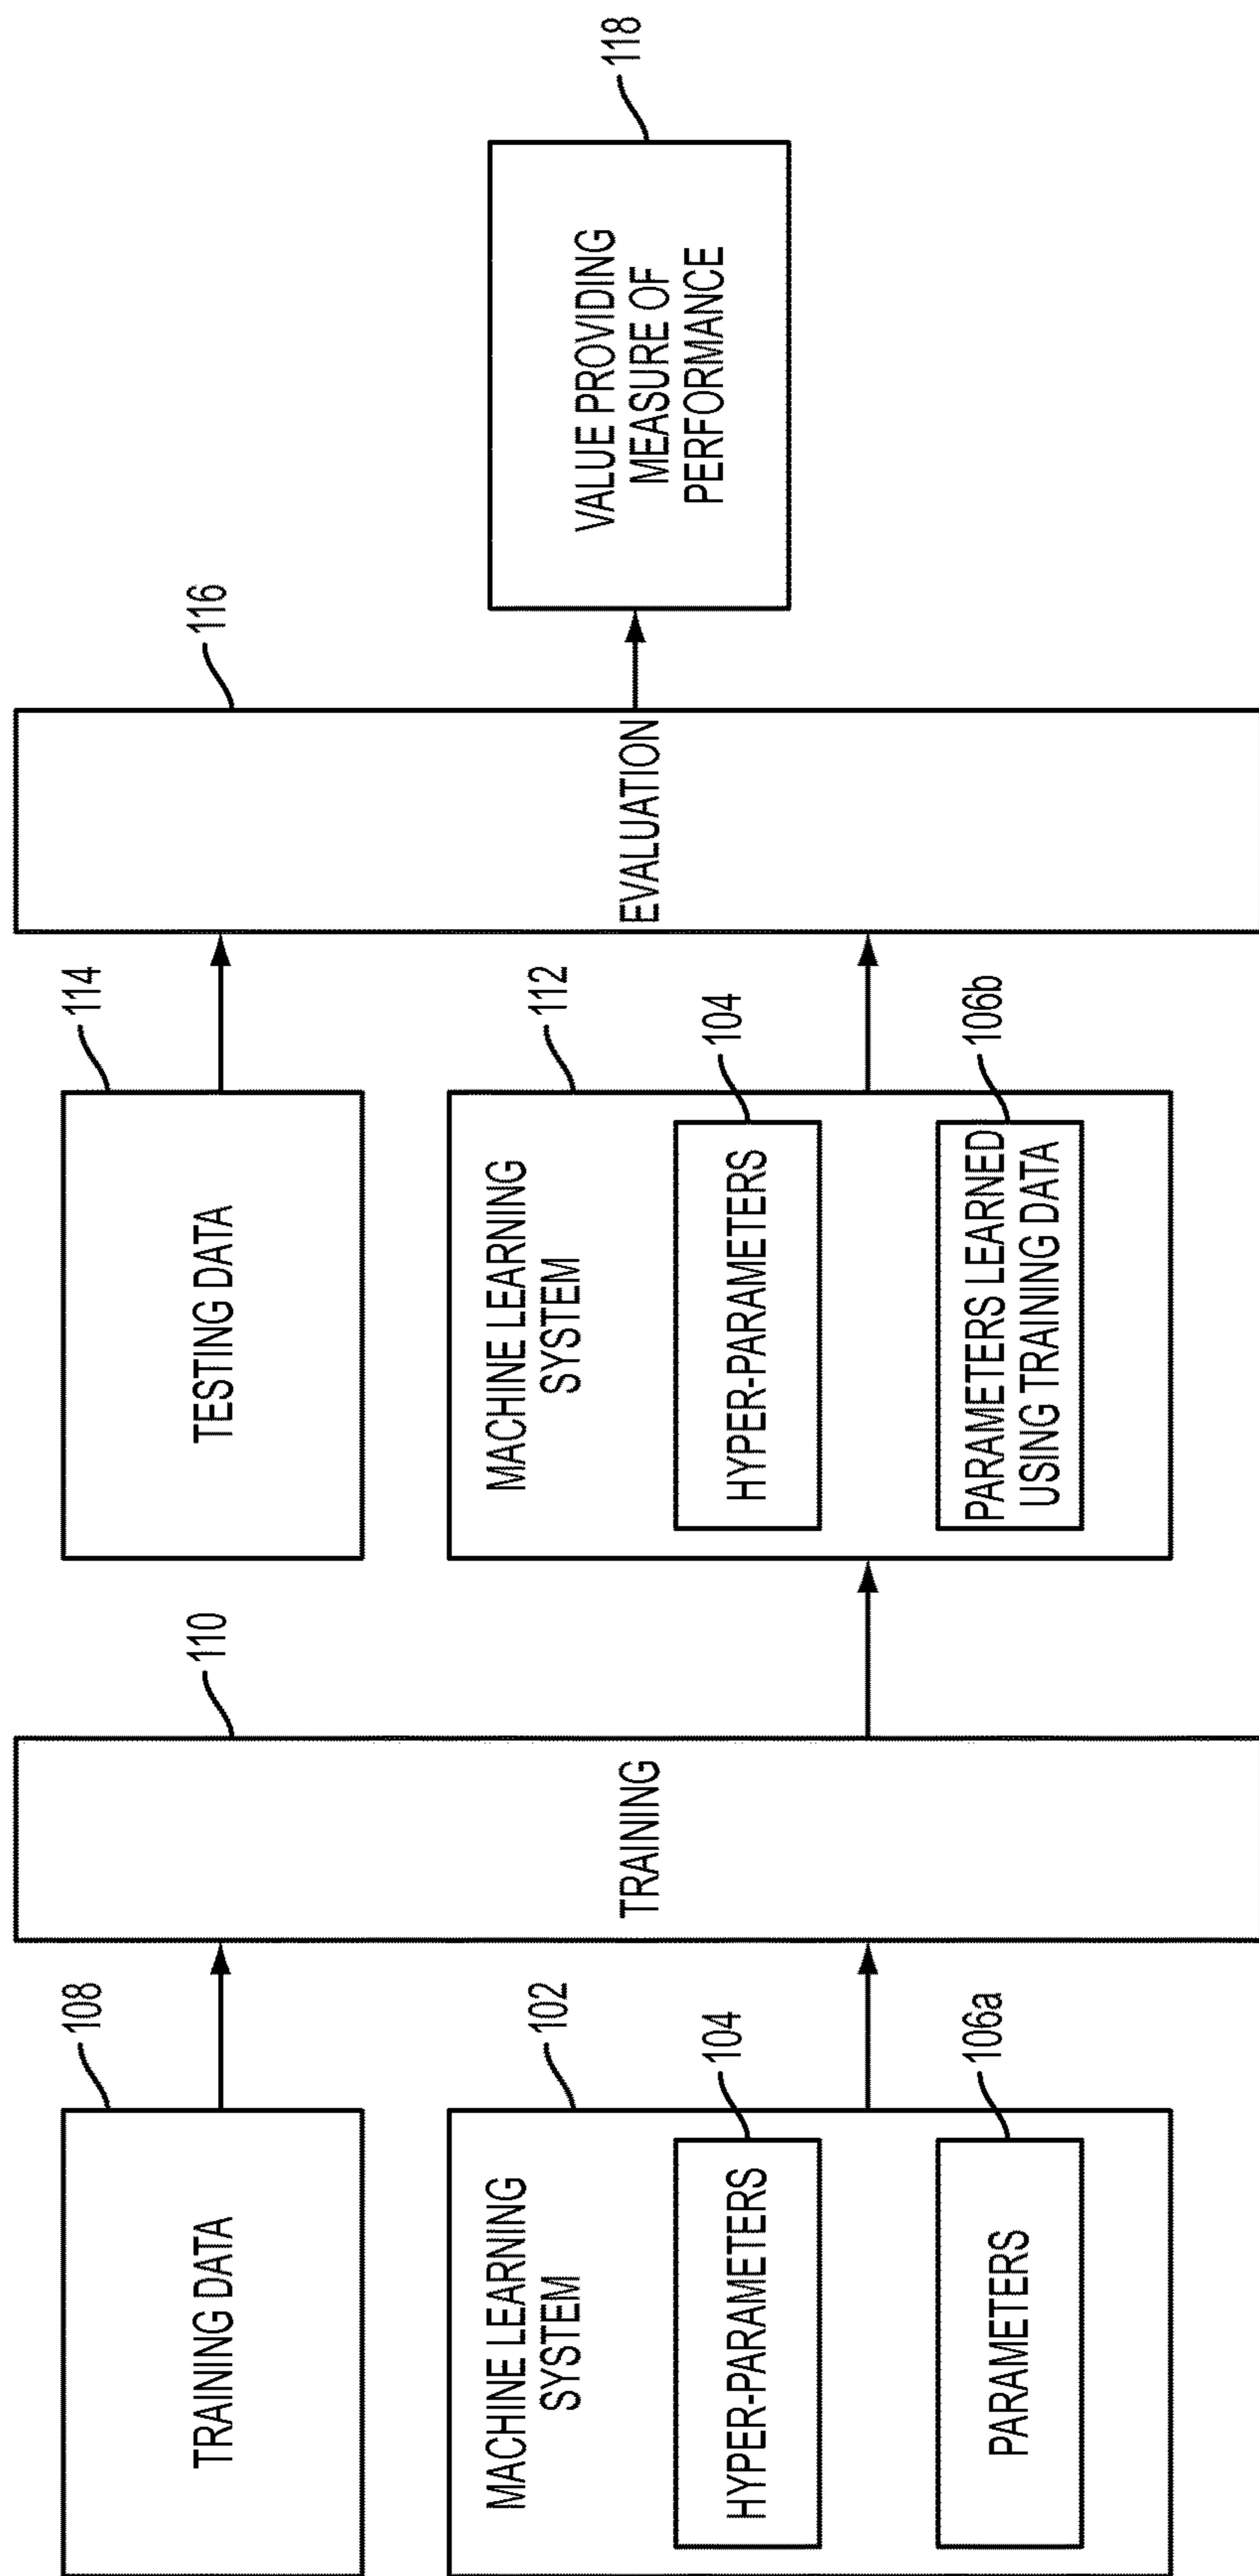 108
TRAINING DATA
102
MACHINE LEARNING
SYSTEM
104
HYPER-PARAMETERS
106a
PARAMETERS
110
TRAINING
114
TESTING DATA
112
MACHINE LEARNING
SYSTEM
104
HYPER-PARAMETERS
106b
PARAMETERS LEARNED
USING TRAINING DATA
116
EVALUATION
118
VALUE PROVIDING
MEASURE OF
PERFORMANCE